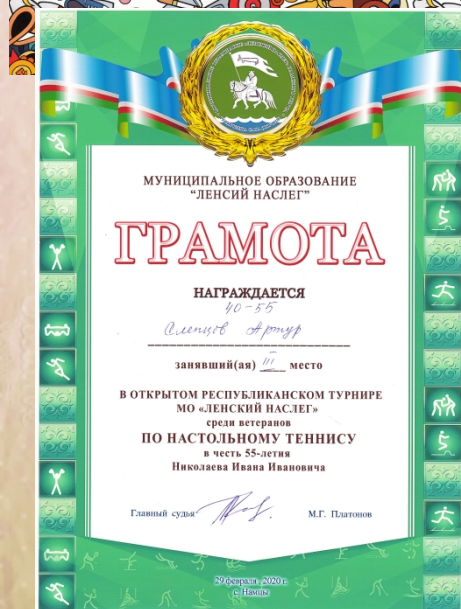 МУНИЦИПАЛЬНОЕ ОБРАЗОВАНИЕ
"ЛЕНСИЙ НАСЛЕГ"
ГРАМОТА
НАГРАЖДАЕТСЯ
40-55
Слепцов Артур
занявший(ая) III место
В ОТКРЫТОМ РЕСПУБЛИКАНСКОМ ТУРНИРЕ
МО «ЛЕНСКИЙ НАСЛЕГ»
среди ветеранов
ПО НАСТОЛЬНОМУ ТЕННИСУ
в честь 55-летия
Николаева Ивана Ивановича
Главный судья М.Г. Платонов
29 февраля , 2020 г.
с. Намцы